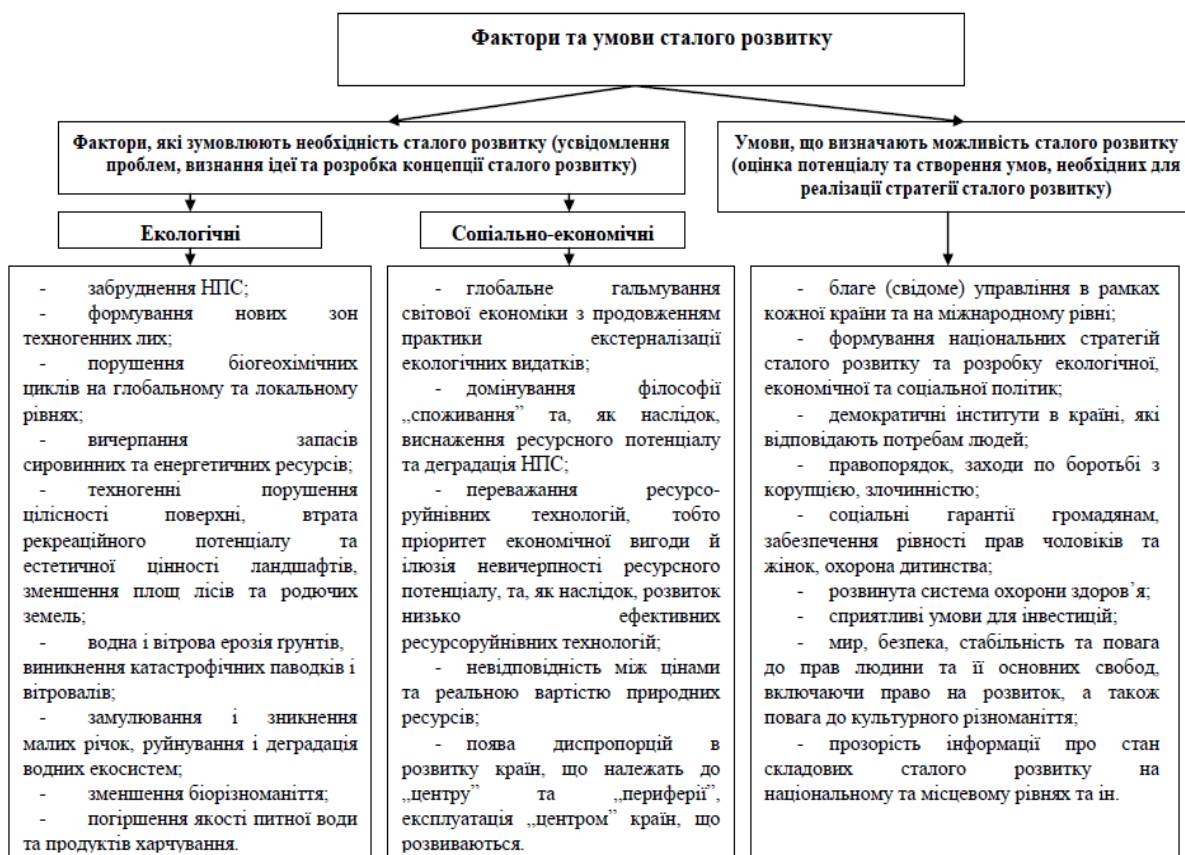 Фактори та умови сталого розвитку
Фактори, які зумовлюють необхідність сталого розвитку (усвідомлення
проблем, визнання ідеї та розробка концепції сталого розвитку)
Умови, що визначають можливість сталого розвитку
(оцінка потенціалу та створення умов, необхідних для
реалізації стратегії сталого розвитку)
Екологічні
Соціально-економічні
- забруднення НПС;
- формування нових зон
техногенних лих;
- порушення біогеохімічних
циклів на глобальному та локальному
рівнях;
- вичерпання запасів
сировинних та енергетичних ресурсів;
- техногенні порушення
цілісності поверхні, втрата
рекреаційного потенціалу та
естетичної цінності ландшафтів,
зменшення площ лісів та родючих
земель;
- водна і вітрова ерозія ґрунтів,
виникнення катастрофічних паводків і
вітровалів;
- замулювання і зникнення
малих річок, руйнування і деградація
водних екосистем;
- зменшення біорізноманіття;
- погіршення якості питної води
та продуктів харчування.
- глобальне гальмування
світової економіки з продовженням
практики екстерналізації
екологічних видатків;
- домінування філософії
„споживання” та, як наслідок,
виснаження ресурсного потенціалу
та деградація НПС;
- переважання ресурсо-
руйнівних технологій, тобто
пріоритет економічної вигоди й
ілюзія невичерпності ресурсного
потенціалу, та, як наслідок, розвиток
низько ефективних
ресурсоруйнівних технологій;
- невідповідність між цінами
та реальною вартістю природних
ресурсів;
- поява диспропорцій в
розвитку країн, що належать до
„центру” та „периферії”,
експлуатація „центром” країн, що
розвиваються.
- благе (свідоме) управління в рамках
кожної країни та на міжнародному рівні;
- формування національних стратегій
сталого розвитку та розробку екологічної,
економічної та соціальної політик;
- демократичні інститути в країні, які
відповідають потребам людей;
- правопорядок, заходи по боротьбі з
корупцією, злочинністю;
- соціальні гарантії громадянам,
забезпечення рівності прав чоловіків та
жінок, охорона дитинства;
- розвинута система охорони здоров’я;
- сприятливі умови для інвестицій;
- мир, безпека, стабільність та повага
до прав людини та її основних свобод,
включаючи право на розвиток, а також
повага до культурного різноманіття;
- прозорість інформації про стан
складових сталого розвитку на
національному та місцевому рівнях та ін.